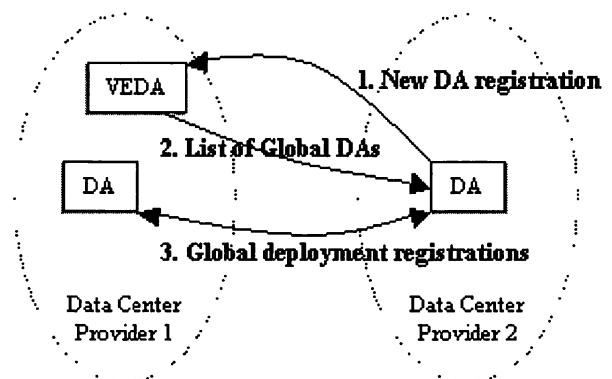 VEDA
1. New DA registration
2. List of Global DAs
DA
DA
3. Global deployment registrations
Data Center
Provider 1
Data Center
Provider 2